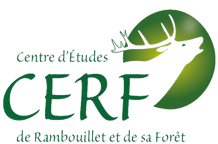 Centre d'Études
CERF
de Rambouillet et de sa Forêt